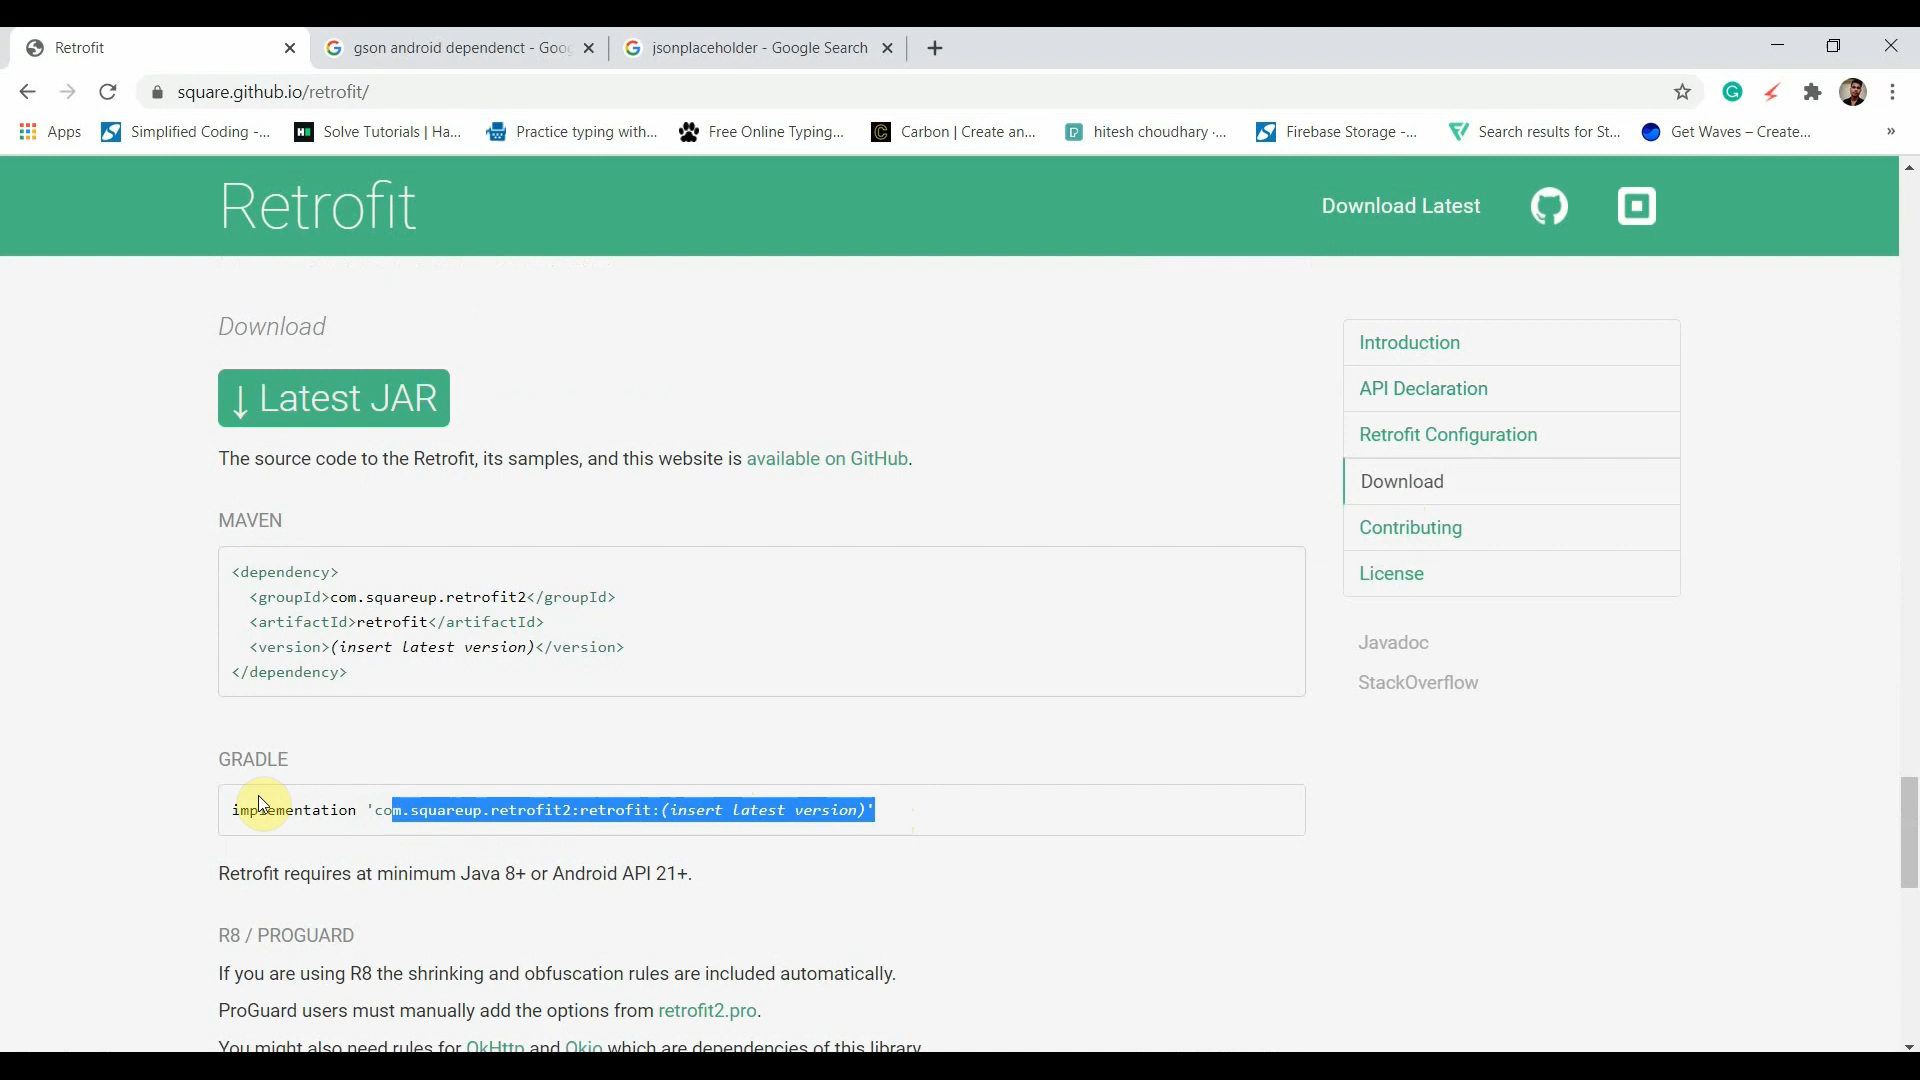 Retrofit
gson android dependenct - Goo
jsonplaceholder - Google Search
square.github.io/retrofit/
Apps
Simplified Coding -...
Solve Tutorials | Ha...
Practice typing with...
Free Online Typing...
Carbon | Create an...
hitesh choudhary -...
Firebase Storage -...
Search results for St...
Get Waves – Create...
»
Retrofit
Download Latest
Download
↓ Latest JAR
The source code to the Retrofit, its samples, and this website is available on GitHub.
MAVEN
<dependency>
<groupId>com.squareup.retrofit2</groupId>
<artifactId>retrofit</artifactId>
<version>(insert latest version)</version>
</dependency>
GRADLE
implementation 'com.squareup.retrofit2:retrofit:(insert latest version)'
Retrofit requires at minimum Java 8+ or Android API 21+.
R8 / PROGUARD
If you are using R8 the shrinking and obfuscation rules are included automatically.
ProGuard users must manually add the options from retrofit2.pro.
You might also need rules for OkHttp and Okio which are dependencies of this library.
Introduction
API Declaration
Retrofit Configuration
Download
Contributing
License
Javadoc
StackOverflow